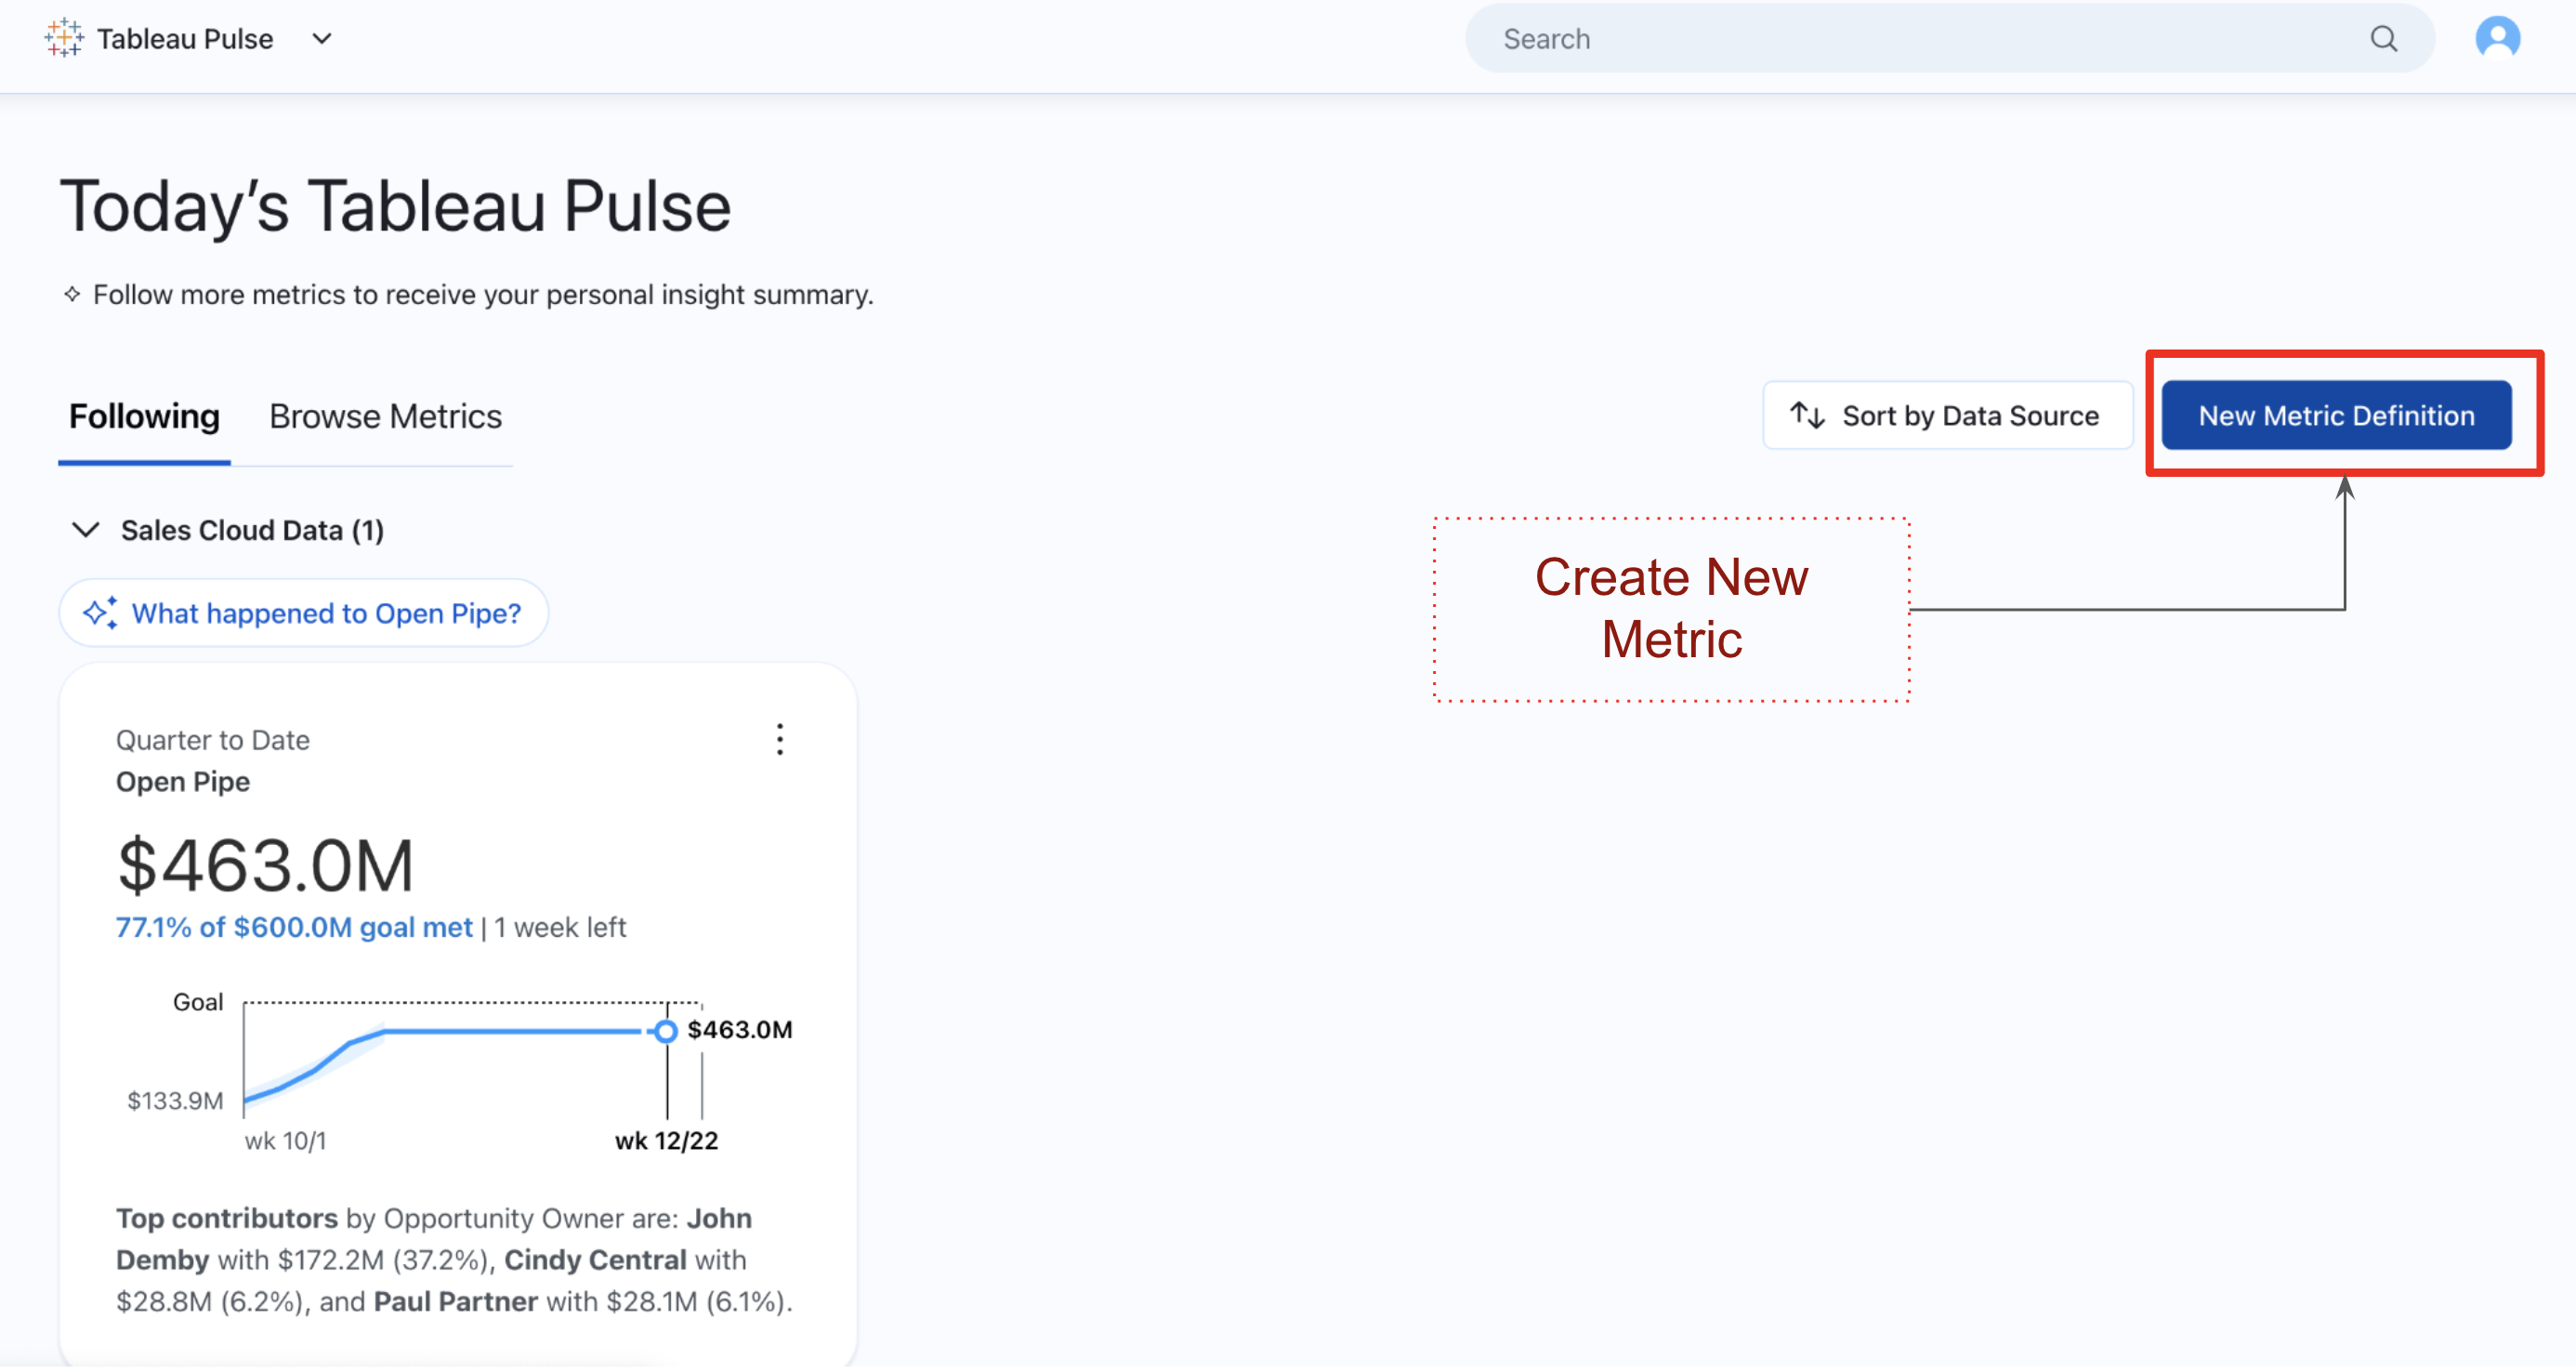 Tableau Pulse
Search
Today’s Tableau Pulse
Follow more metrics to receive your personal insight summary.
Following
Browse Metrics
Sort by Data Source
New Metric Definition
Sales Cloud Data (1)
Create New
Metric
What happened to Open Pipe?
Quarter to Date
Open Pipe
$463.0M
77.1% of $600.0M goal met | 1 week left
Goal
$463.0M
$133.9M
wk 10/1
wk 12/22
Top contributors by Opportunity Owner are: John
Demby with $172.2M (37.2%), Cindy Central with
$28.8M (6.2%), and Paul Partner with $28.1M (6.1%).